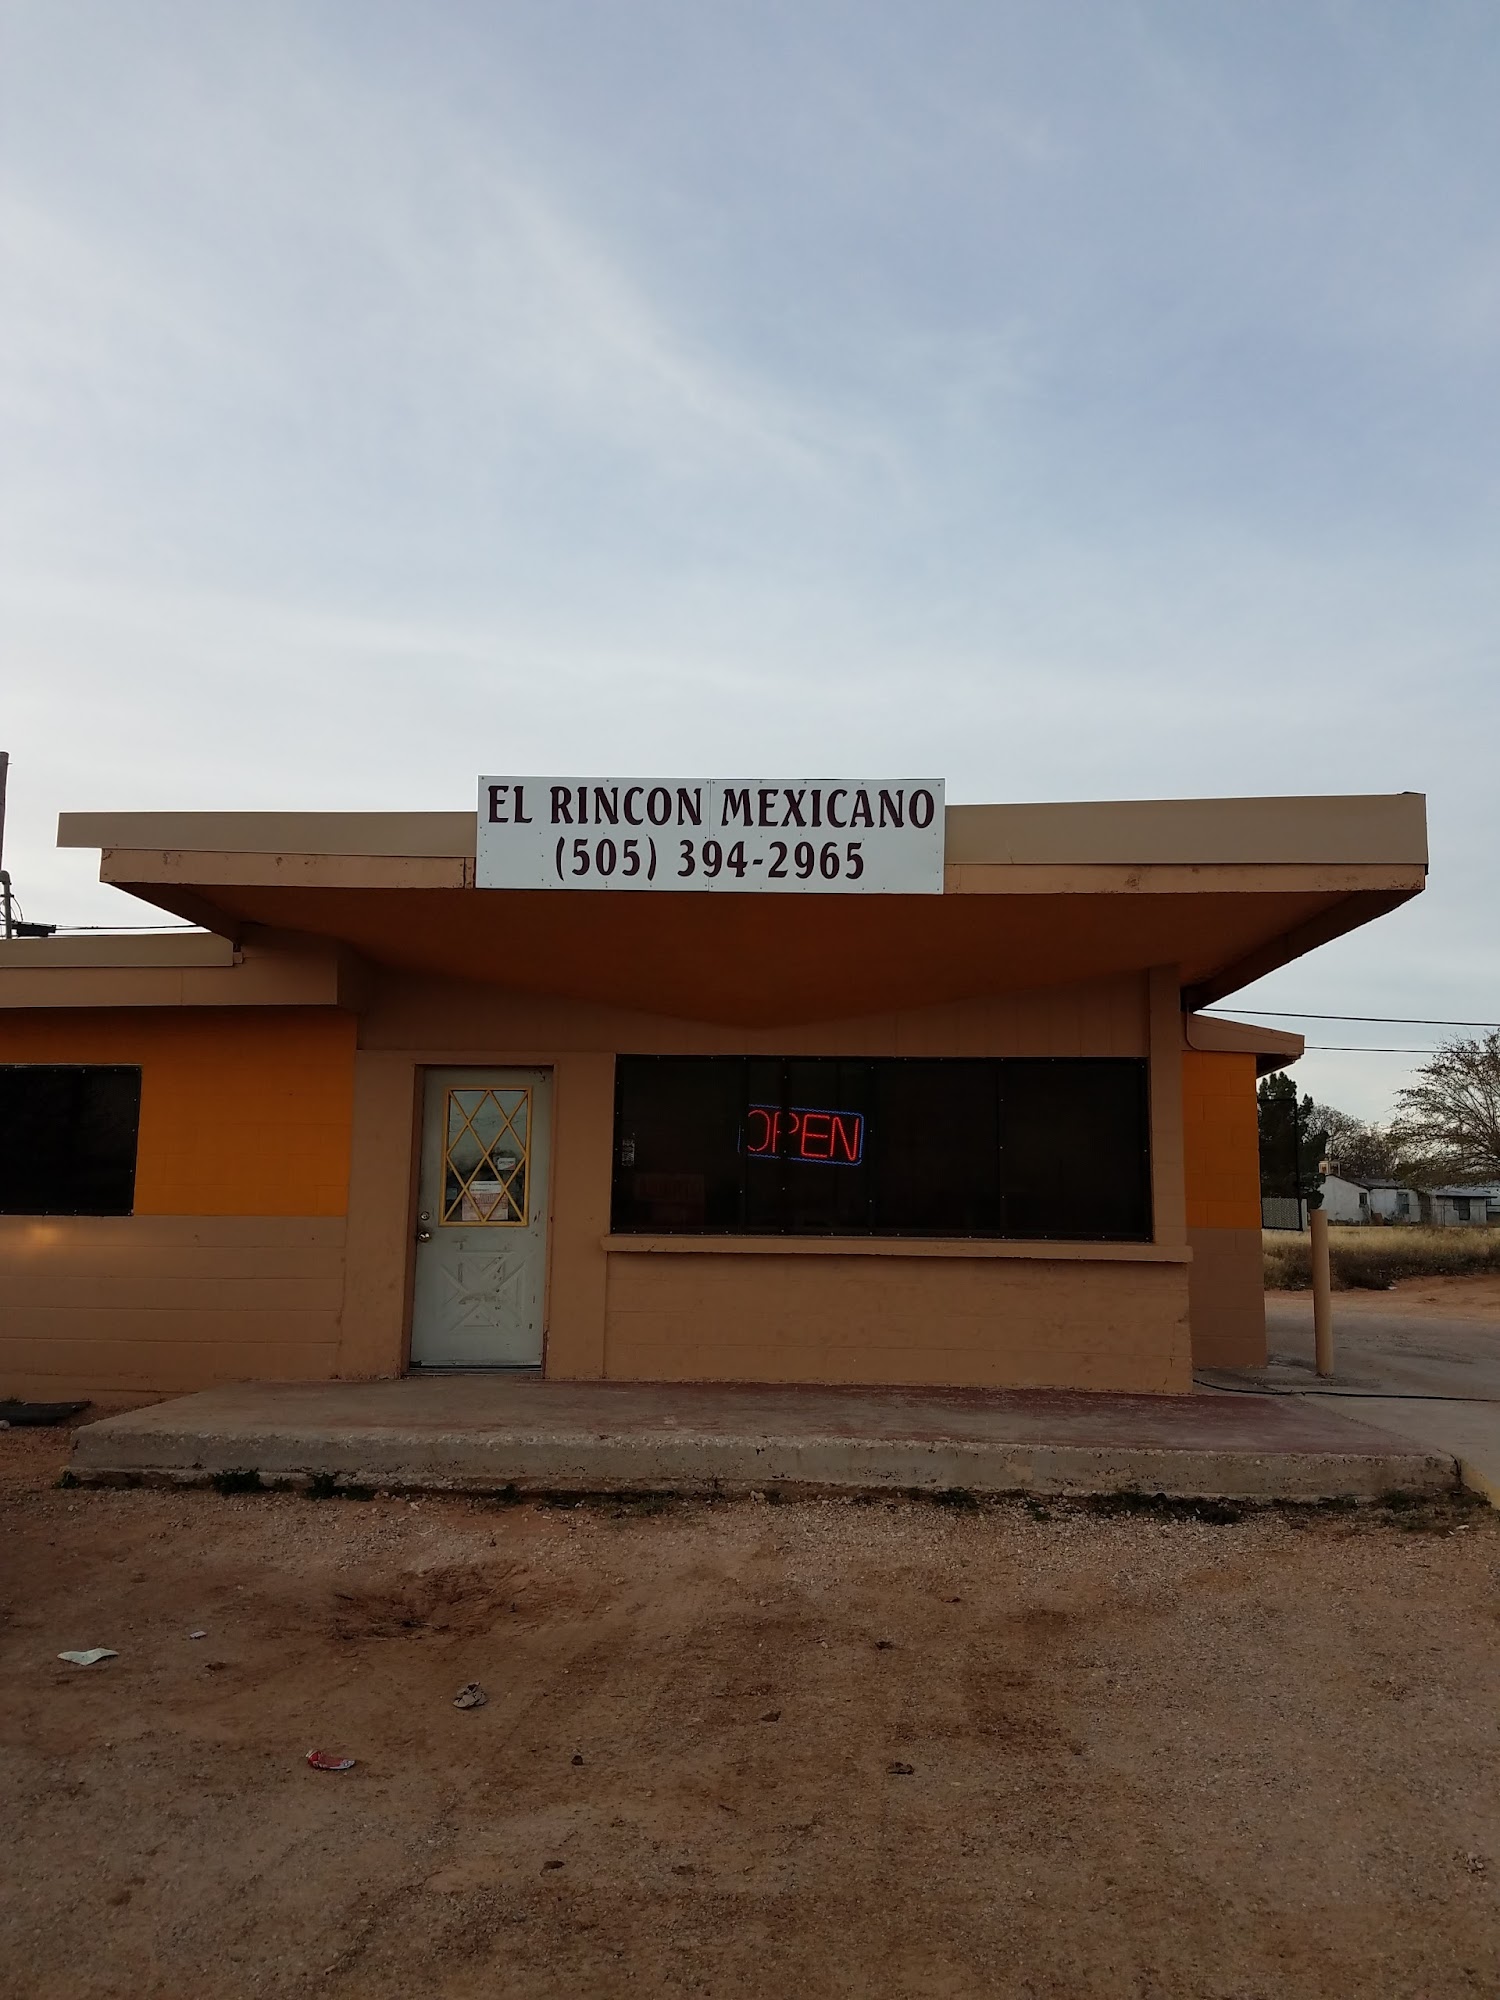 EL RINCON MEXICANO
(505) 394-2965
OPEN